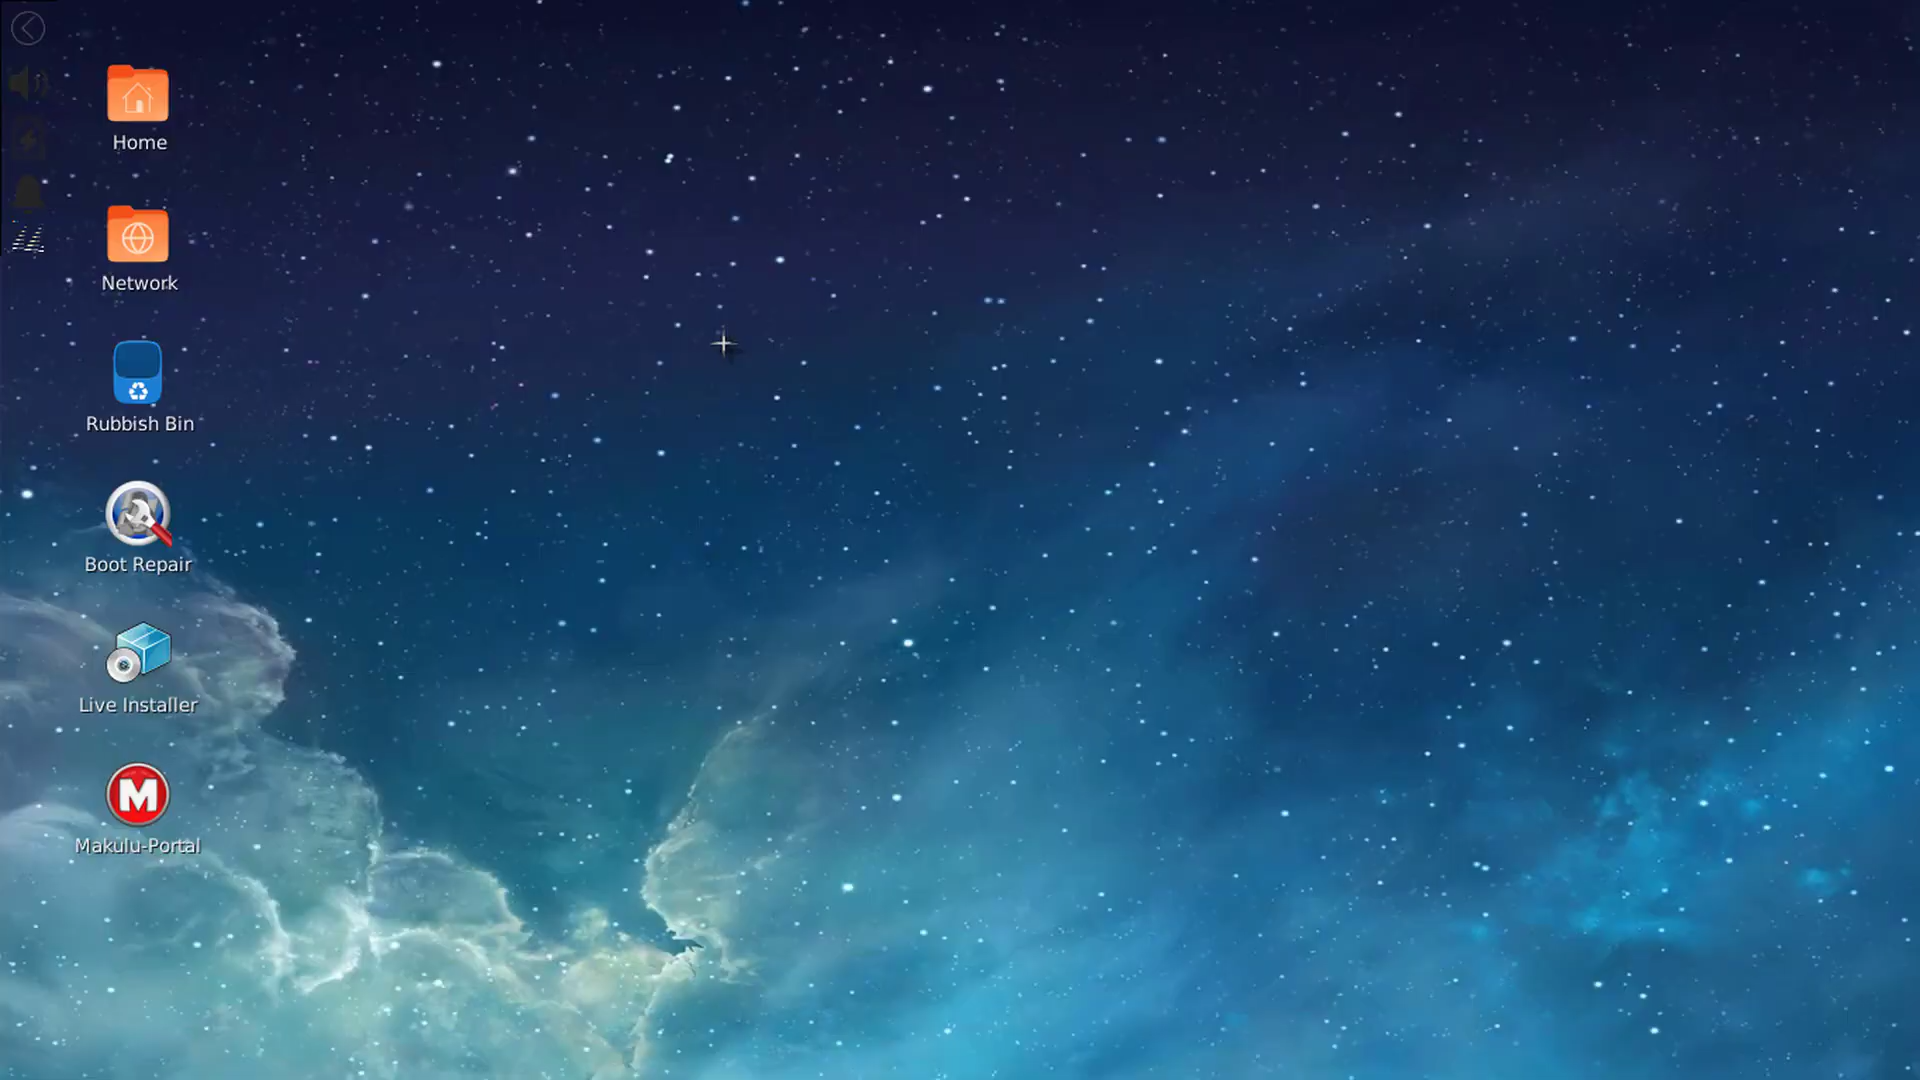 Home
Network
Rubbish Bin
Boot Repair
Live Installer
M
Makulu-Portal